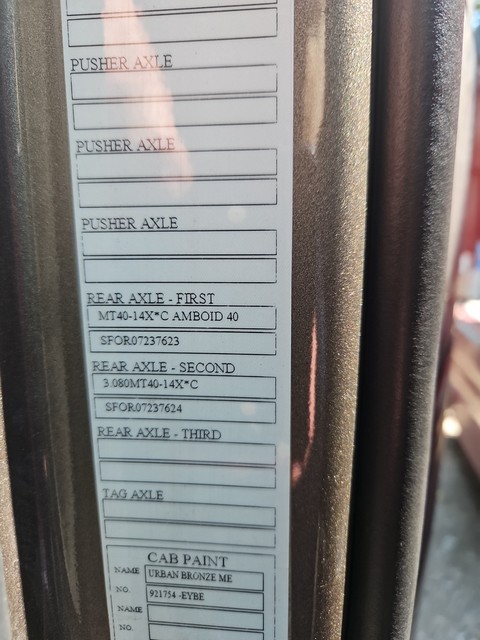 PUSHER AXLE
PUSHER AXLE
PUSHER AXLE
REAR AXLE - FIRST
MT40-14X*C AMBOID 40
SFOR07237623
REAR AXLE - SECOND
3.080MT40-14X*C
SFOR07237624
REAR AXLE - THIRD
TAG AXLE
CAB PAINT
NAME URBAN BRONZE ME
NO. 921754 -EYBE
NAME
NO.